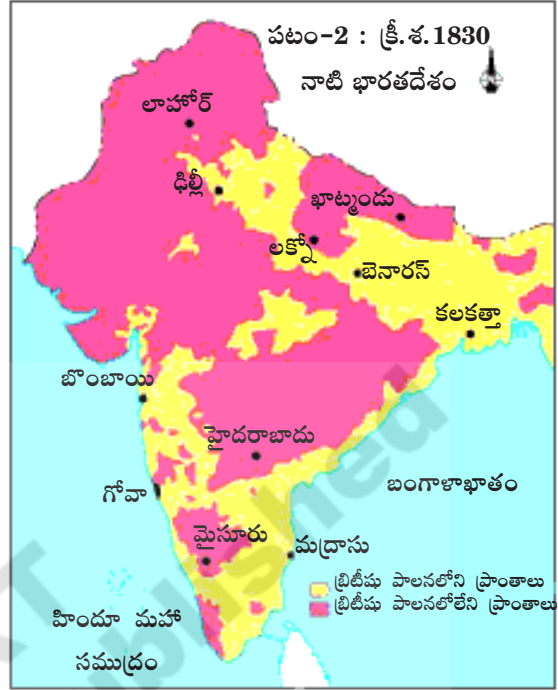 పటం-2 : క్రీ.శ.1830
నాటి భారతదేశం
లాహోర్
ఢిల్లీ
ఖాట్మండు
లక్నో
బెనారస్
కలకత్తా
బొంబాయి
హైదరాబాదు
గోవా
బంగాళాఖాతం
మైసూరు
మద్రాసు
బ్రిటీషు పాలనలోని ప్రాంతాలు
బ్రిటీషు పాలనలోలేని ప్రాంతాలు
హిందూ మహా
సముద్రం